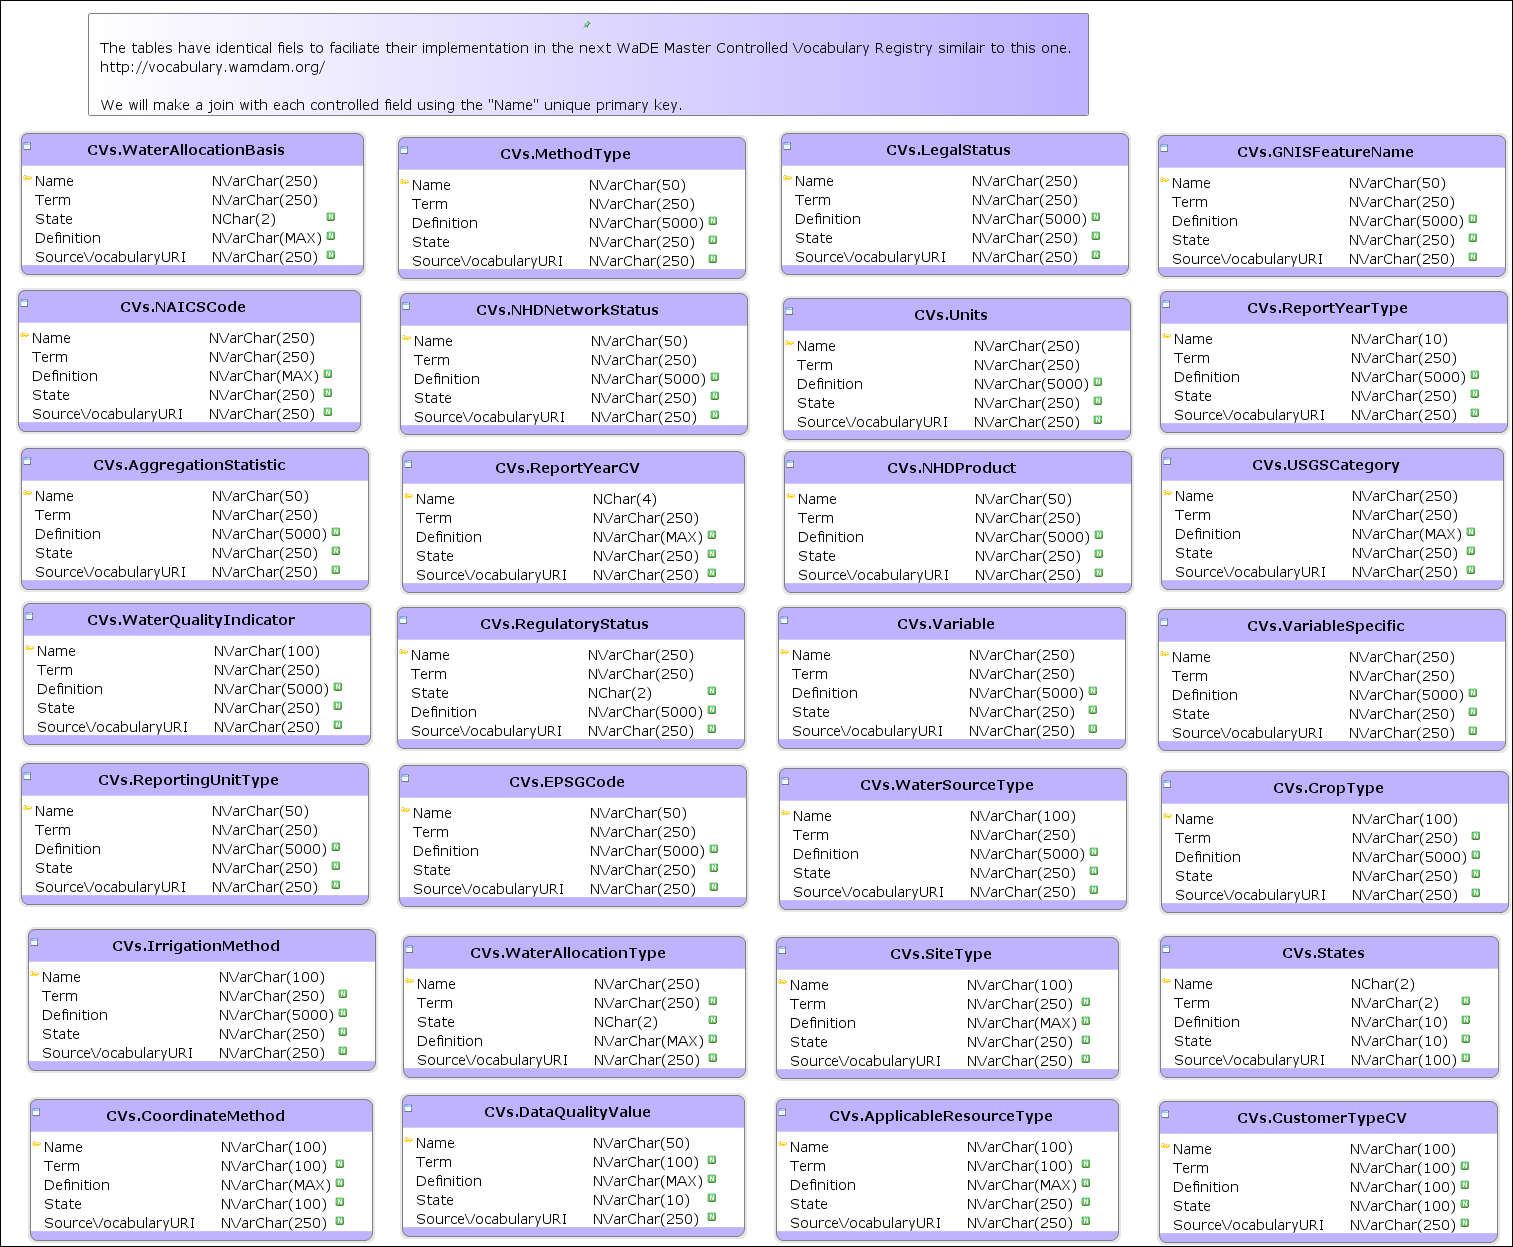 The tables have identical fiels to faciliate their implementation in the next WaDE Master Controlled Vocabulary Registry similair to this one.
http://vocabulary.wamdam.org/
We will make a join with each controlled field using the "Name" unique primary key.
CVs.WaterAllocationBasis
Name NVarChar(250)
Term NVarChar(250)
State NChar(2) N
Definition NVarChar(MAX) N
SourceVocabularyURI NVarChar(250) N
CVs.MethodType
Name NVarChar(50)
Term NVarChar(250)
Definition NVarChar(5000) N
State NVarChar(250) N
SourceVocabularyURI NVarChar(250) N
CVs.LegalStatus
Name NVarChar(250)
Term NVarChar(250)
Definition NVarChar(5000) N
State NVarChar(250) N
SourceVocabularyURI NVarChar(250) N
CVs.GNISFeatureName
Name NVarChar(50)
Term NVarChar(250)
Definition NVarChar(5000) N
State NVarChar(250) N
SourceVocabularyURI NVarChar(250) N
CVs.NAICSCode
Name NVarChar(250)
Term NVarChar(250)
Definition NVarChar(MAX) N
State NVarChar(250) N
SourceVocabularyURI NVarChar(250) N
CVs.NHDNetworkStatus
Name NVarChar(50)
Term NVarChar(250)
Definition NVarChar(5000) N
State NVarChar(250) N
SourceVocabularyURI NVarChar(250) N
CVs.Units
Name NVarChar(250)
Term NVarChar(250)
Definition NVarChar(5000) N
State NVarChar(250) N
SourceVocabularyURI NVarChar(250) N
CVs.ReportYearType
Name NVarChar(10)
Term NVarChar(250)
Definition NVarChar(5000) N
State NVarChar(250) N
SourceVocabularyURI NVarChar(250) N
CVs.AggregationStatistic
Name NVarChar(50)
Term NVarChar(250)
Definition NVarChar(5000) N
State NVarChar(250) N
SourceVocabularyURI NVarChar(250) N
CVs.ReportYearCV
Name NChar(4)
Term NVarChar(250)
Definition NVarChar(MAX) N
State NVarChar(250) N
SourceVocabularyURI NVarChar(250) N
CVs.NHDProduct
Name NVarChar(50)
Term NVarChar(250)
Definition NVarChar(5000) N
State NVarChar(250) N
SourceVocabularyURI NVarChar(250) N
CVs.USGSCategory
Name NVarChar(250)
Term NVarChar(250)
Definition NVarChar(MAX) N
State NVarChar(250) N
SourceVocabularyURI NVarChar(250) N
CVs.WaterQualityIndicator
Name NVarChar(100)
Term NVarChar(250)
Definition NVarChar(5000) N
State NVarChar(250) N
SourceVocabularyURI NVarChar(250) N
CVs.RegulatoryStatus
Name NVarChar(250)
Term NVarChar(250)
State NChar(2) N
Definition NVarChar(5000) N
SourceVocabularyURI NVarChar(250) N
CVs.Variable
Name NVarChar(250)
Term NVarChar(250)
Definition NVarChar(5000) N
State NVarChar(250) N
SourceVocabularyURI NVarChar(250) N
CVs.VariableSpecific
Name NVarChar(250)
Term NVarChar(250)
Definition NVarChar(5000) N
State NVarChar(250) N
SourceVocabularyURI NVarChar(250) N
CVs.ReportingUnitType
Name NVarChar(50)
Term NVarChar(250)
Definition NVarChar(5000) N
State NVarChar(250) N
SourceVocabularyURI NVarChar(250) N
CVs.EPSGCode
Name NVarChar(50)
Term NVarChar(250)
Definition NVarChar(5000) N
State NVarChar(250) N
SourceVocabularyURI NVarChar(250) N
CVs.WaterSourceType
Name NVarChar(100)
Term NVarChar(250)
Definition NVarChar(5000) N
State NVarChar(250) N
SourceVocabularyURI NVarChar(250) N
CVs.CropType
Name NVarChar(100)
Term NVarChar(250) N
Definition NVarChar(5000) N
State NVarChar(250) N
SourceVocabularyURI NVarChar(250) N
CVs.IrrigationMethod
Name NVarChar(100)
Term NVarChar(250) N
Definition NVarChar(5000) N
State NVarChar(250) N
SourceVocabularyURI NVarChar(250) N
CVs.WaterAllocationType
Name NVarChar(250)
Term NVarChar(250) N
State NChar(2) N
Definition NVarChar(MAX) N
SourceVocabularyURI NVarChar(250) N
CVs.SiteType
Name NVarChar(100)
Term NVarChar(250) N
Definition NVarChar(MAX) N
State NVarChar(250) N
SourceVocabularyURI NVarChar(250) N
CVs.States
Name NChar(2)
Term NVarChar(2) N
Definition NVarChar(10) N
State NVarChar(10) N
SourceVocabularyURI NVarChar(100) N
CVs.CoordinateMethod
Name NVarChar(100)
Term NVarChar(100) N
Definition NVarChar(MAX) N
State NVarChar(100) N
SourceVocabularyURI NVarChar(250) N
CVs.DataQualityValue
Name NVarChar(50)
Term NVarChar(100) N
Definition NVarChar(MAX) N
State NVarChar(10) N
SourceVocabularyURI NVarChar(250) N
CVs.ApplicableResourceType
Name NVarChar(100)
Term NVarChar(100) N
Definition NVarChar(MAX) N
State NVarChar(250) N
SourceVocabularyURI NVarChar(250) N
CVs.CustomerTypeCV
Name NVarChar(100)
Term NVarChar(100) N
Definition NVarChar(100) N
State NVarChar(100) N
SourceVocabularyURI NVarChar(250) N